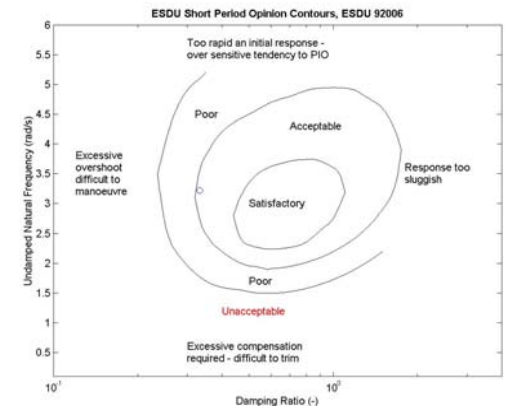 ESDU Short Period Opinion Contours, ESDU 92006
6
5.5
5
4.5
4
3.5
3
2.5
2
1.5
1
0.5
Undamped Natural Frequency (rad/s)
Too rapid an initial response -
over sensitive tendency to PIO
Poor
Acceptable
Excessive
overshoot
difficult to
manoeuvre
Response too
sluggish
Satisfactory
Poor
Unacceptable
Excessive compensation
required - difficult to trim
10⁻¹
10⁰
Damping Ratio (-)